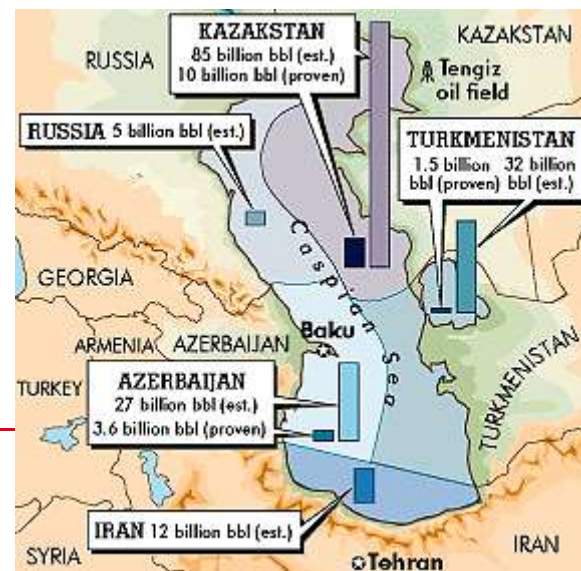 KAZAKSTAN
85 billion bbl (est.)
10 billion bbl (proven)
RUSSIA
KAZAKSTAN
Tengiz
oil field
RUSSIA 5 billion bbl (est.)
TURKMENISTAN
1.5 billion 32 billion
bbl (proven) bbl (est.)
Caspian Sea
GEORGIA
Baku
ARMENIA
AZERBAIJAN
TURKMENISTAN
TURKEY
AZERBAIJAN
27 billion bbl (est.)
3.6 billion bbl (proven)
IRAN 12 billion bbl (est.)
IRAN
SYRIA
Tehran